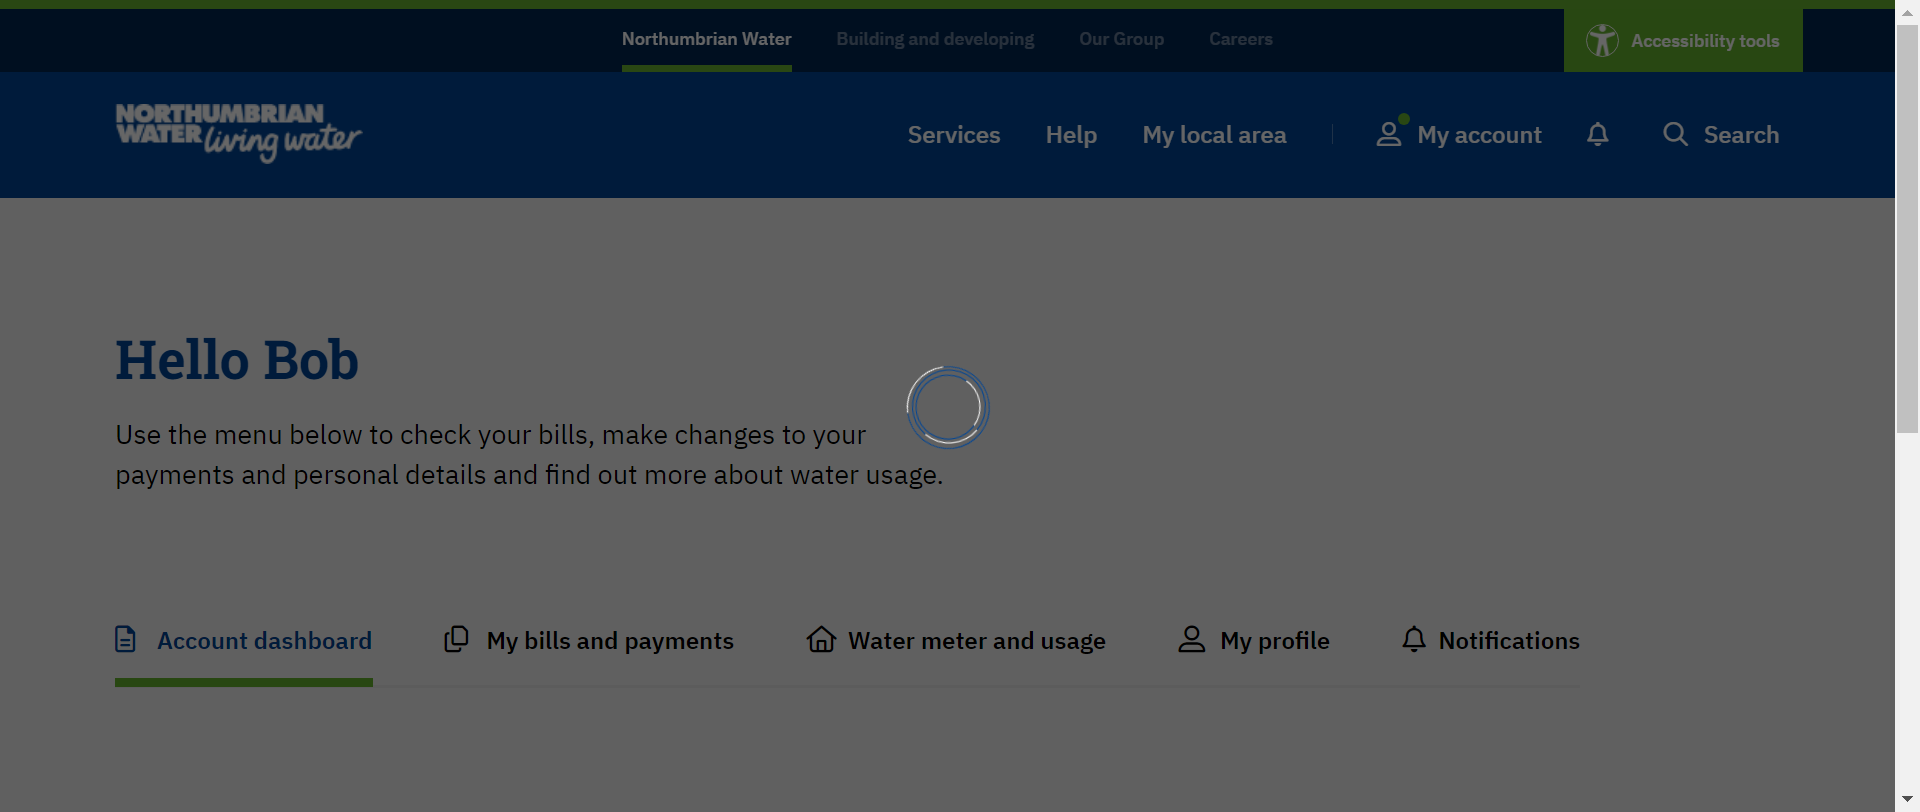 Northumbrian Water
Building and developing
Our Group
Careers
Accessibility tools
NORTHUMBRIAN
WATER living water
Services
Help
My local area
My account
Search
Hello Bob
Use the menu below to check your bills, make changes to your
payments and personal details and find out more about water usage.
Account dashboard
My bills and payments
Water meter and usage
My profile
Notifications